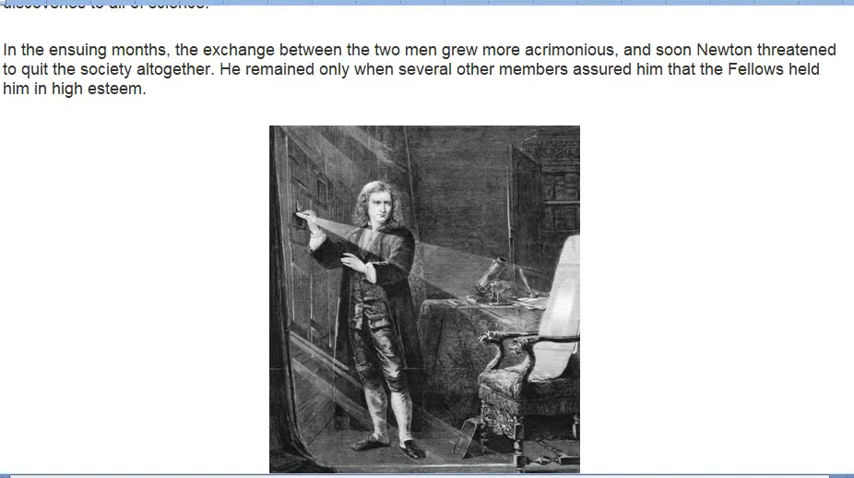 In the ensuing months, the exchange between the two men grew more acrimonious, and soon Newton threatened
to quit the society altogether. He remained only when several other members assured him that the Fellows held
him in high esteem.